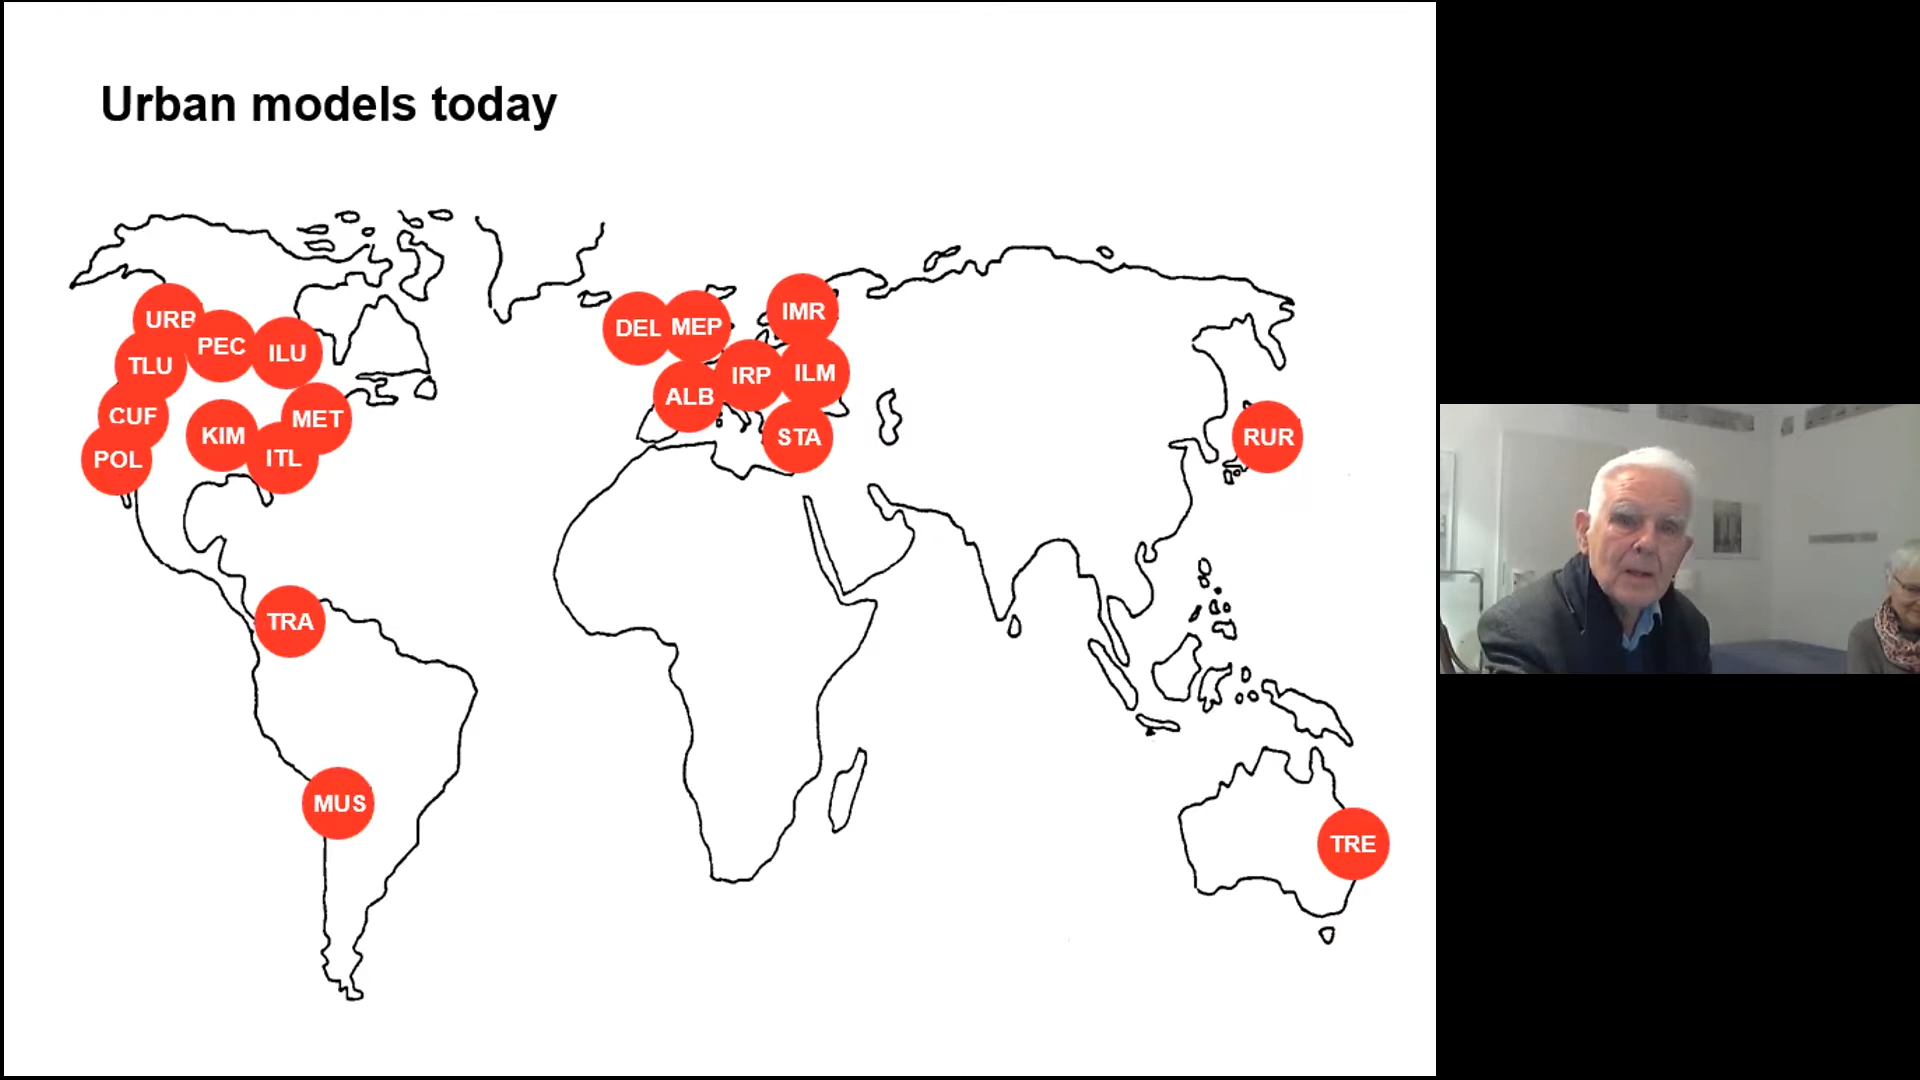 Urban models today
URB
PEC
ILU
TLU
CUF
KIM
MET
POL
ITL
DEL
MEP
IMR
IRP
ILM
ALB
STA
RUR
TRA
MUS
TRE